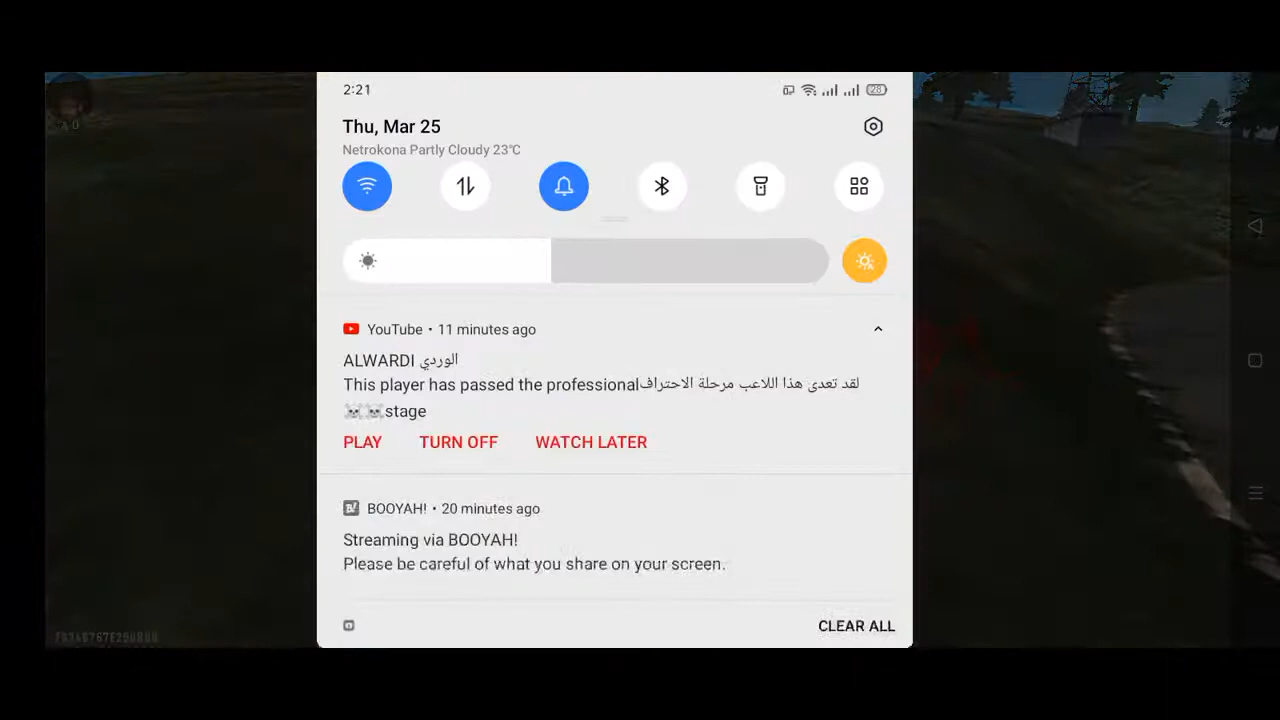 2:21
28
Thu, Mar 25
Netrokona Partly Cloudy 23°C
YouTube • 11 minutes ago
ALWARDI الوردي
This player has passed the professionalلقد تعدى هذا اللاعب مرحلة الاحتراف
☠️☠️stage
PLAY TURN OFF WATCH LATER
BOOYAH! • 20 minutes ago
Streaming via BOOYAH!
Please be careful of what you share on your screen.
CLEAR ALL